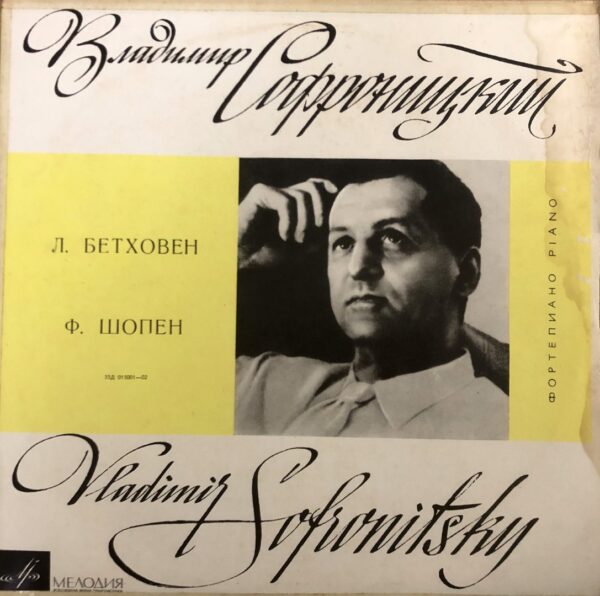 Владимир Софроницкий
Л. БЕТХОВЕН
Ф. ШОПЕН
ФОРТЕПИАНО PIANO
Vladimir Sofronitsky
МЕЛОДИЯ